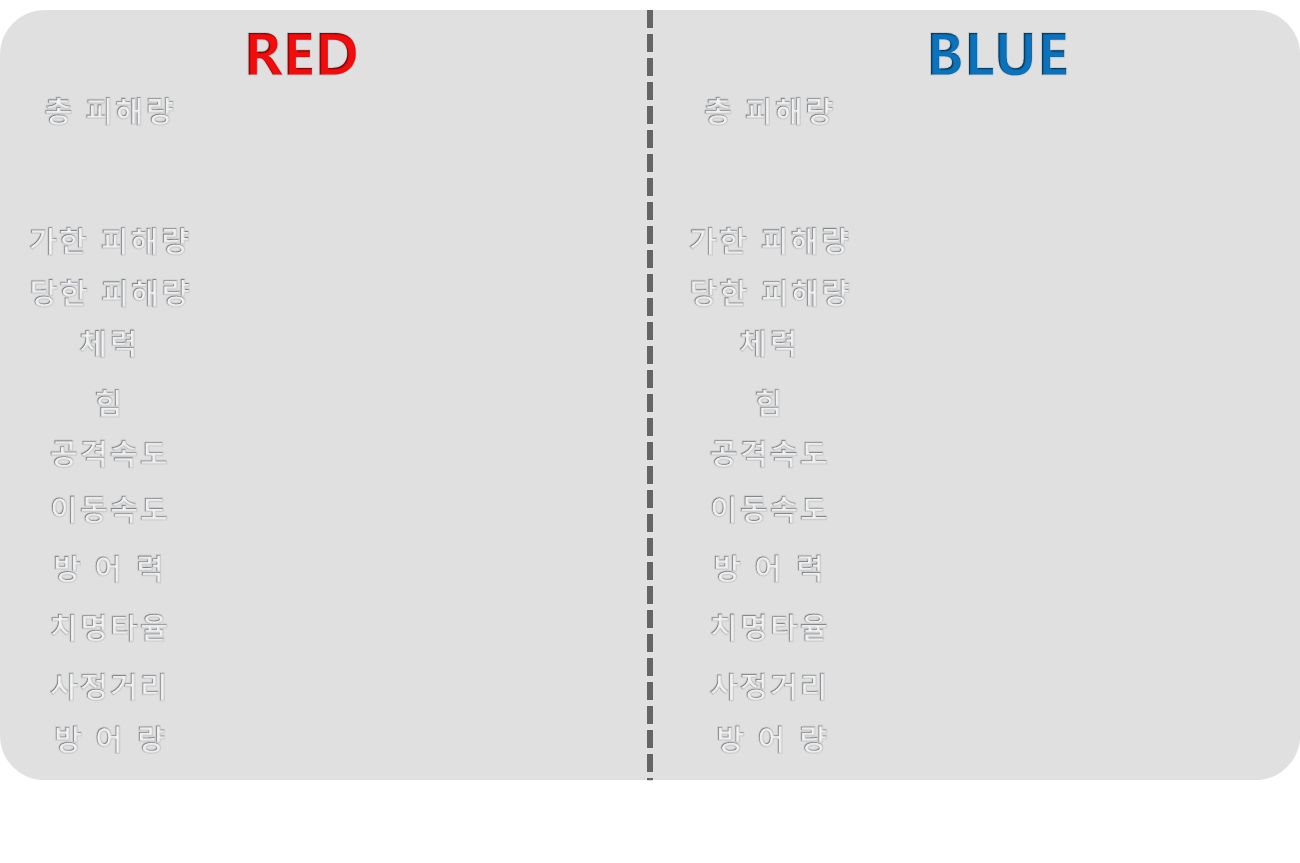 RED
총 피해량
가한 피해량
당한 피해량
체력
힘
공격속도
이동속도
방 어 력
치명타율
사정거리
방 어 량
BLUE
총 피해량
가한 피해량
당한 피해량
체력
힘
공격속도
이동속도
방 어 력
치명타율
사정거리
방 어 량